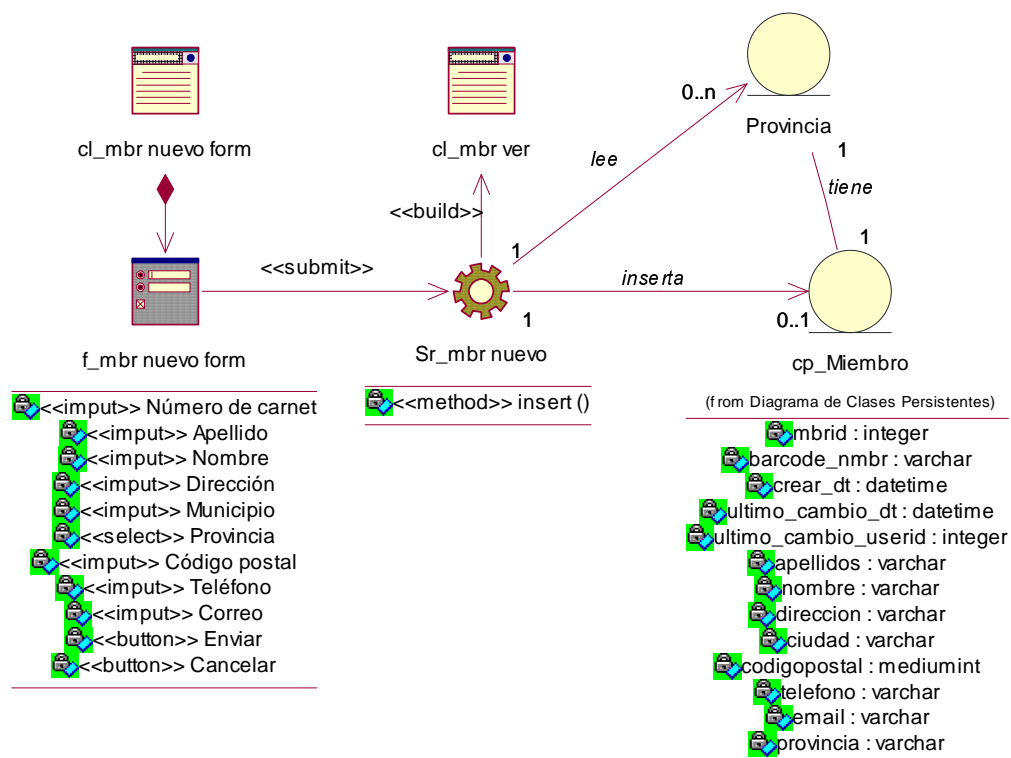 cl_mbr nuevo form
cl_mbr ver
Provincia
0..n
lee
1
tiene
1
<<build>>
1
<<submit>>
inserta
1
0..1
f_mbr nuevo form
Sr_mbr nuevo
cp_Miembro
(from Diagrama de Clases Persistentes)
<<imput>> Número de carnet
<<imput>> Apellido
<<imput>> Nombre
<<imput>> Dirección
<<imput>> Municipio
<<select>> Provincia
<<imput>> Código postal
<<imput>> Teléfono
<<imput>> Correo
<<button>> Enviar
<<button>> Cancelar
<<method>> insert ()
mbrid : integer
barcode_nmbr : varchar
crear_dt : datetime
ultimo_cambio_dt : datetime
ultimo_cambio_userid : integer
apellidos : varchar
nombre : varchar
direccion : varchar
ciudad : varchar
codigopostal : mediumint
telefono : varchar
email : varchar
provincia : varchar